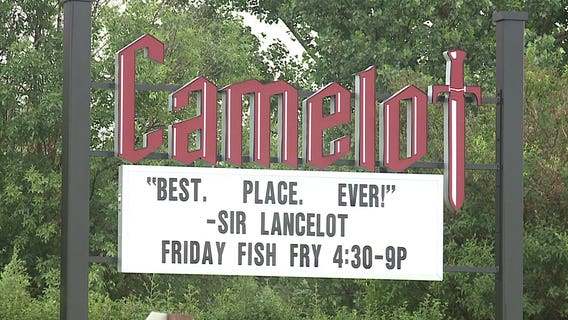 Camelot
"BEST. PLACE. EVER!"
-SIR LANCELOT
FRIDAY FISH FRY 4:30-9P